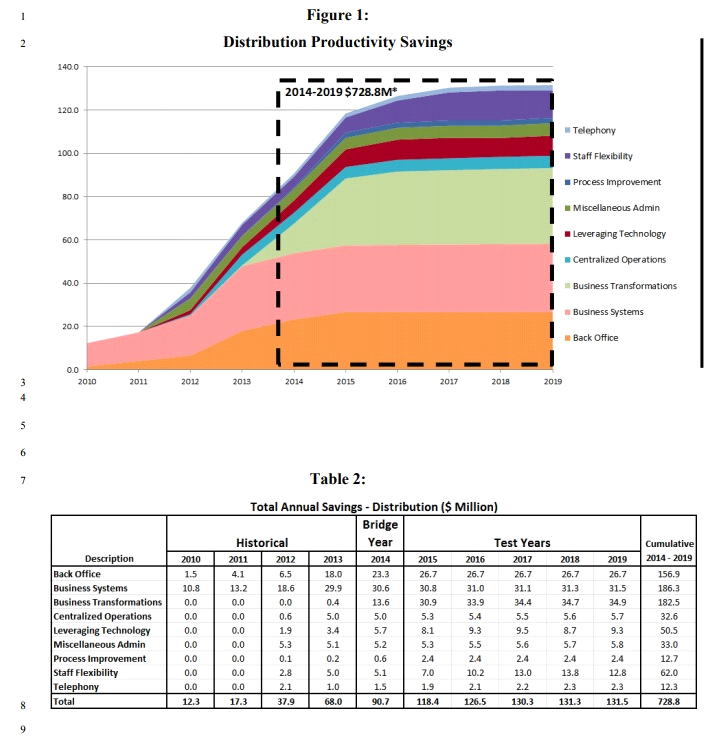 1
Figure 1:
2
Distribution Productivity Savings
140.0
120.0
100.0
80.0
60.0
40.0
20.0
0.0
2014-2019 $728.8M*
2010 2011 2012 2013 2014 2015 2016 2017 2018 2019
Telephony
Staff Flexibility
Process Improvement
Miscellaneous Admin
Leveraging Technology
Centralized Operations
Business Transformations
Business Systems
Back Office
3
4
5
6
7
Table 2:
Total Annual Savings - Distribution ($ Million)
Historical Bridge Year Test Years Cumulative
Description 2010 2011 2012 2013 2014 2015 2016 2017 2018 2019 2014 - 2019
Back Office 1.5 4.1 6.5 18.0 23.3 26.7 26.7 26.7 26.7 26.7 156.9
Business Systems 10.8 13.2 18.6 29.9 30.6 30.8 31.0 31.1 31.3 31.5 186.3
Business Transformations 0.0 0.0 0.0 0.4 13.6 30.9 33.9 34.4 34.7 34.9 182.5
Centralized Operations 0.0 0.0 0.6 5.0 5.0 5.3 5.4 5.5 5.6 5.7 32.6
Leveraging Technology 0.0 0.0 1.9 3.4 5.7 8.1 9.3 9.5 8.7 9.3 50.5
Miscellaneous Admin 0.0 0.0 5.3 5.1 5.2 5.3 5.5 5.6 5.7 5.8 33.0
Process Improvement 0.0 0.0 0.1 0.2 0.6 2.4 2.4 2.4 2.4 2.4 12.7
Staff Flexibility 0.0 0.0 2.8 5.0 5.1 7.0 10.2 13.0 13.8 12.8 62.0
Telephony 0.0 0.0 2.1 1.0 1.5 1.9 2.1 2.2 2.3 2.3 12.3
8
Total 12.3 17.3 37.9 68.0 90.7 118.4 126.5 130.3 131.3 131.5 728.8
9